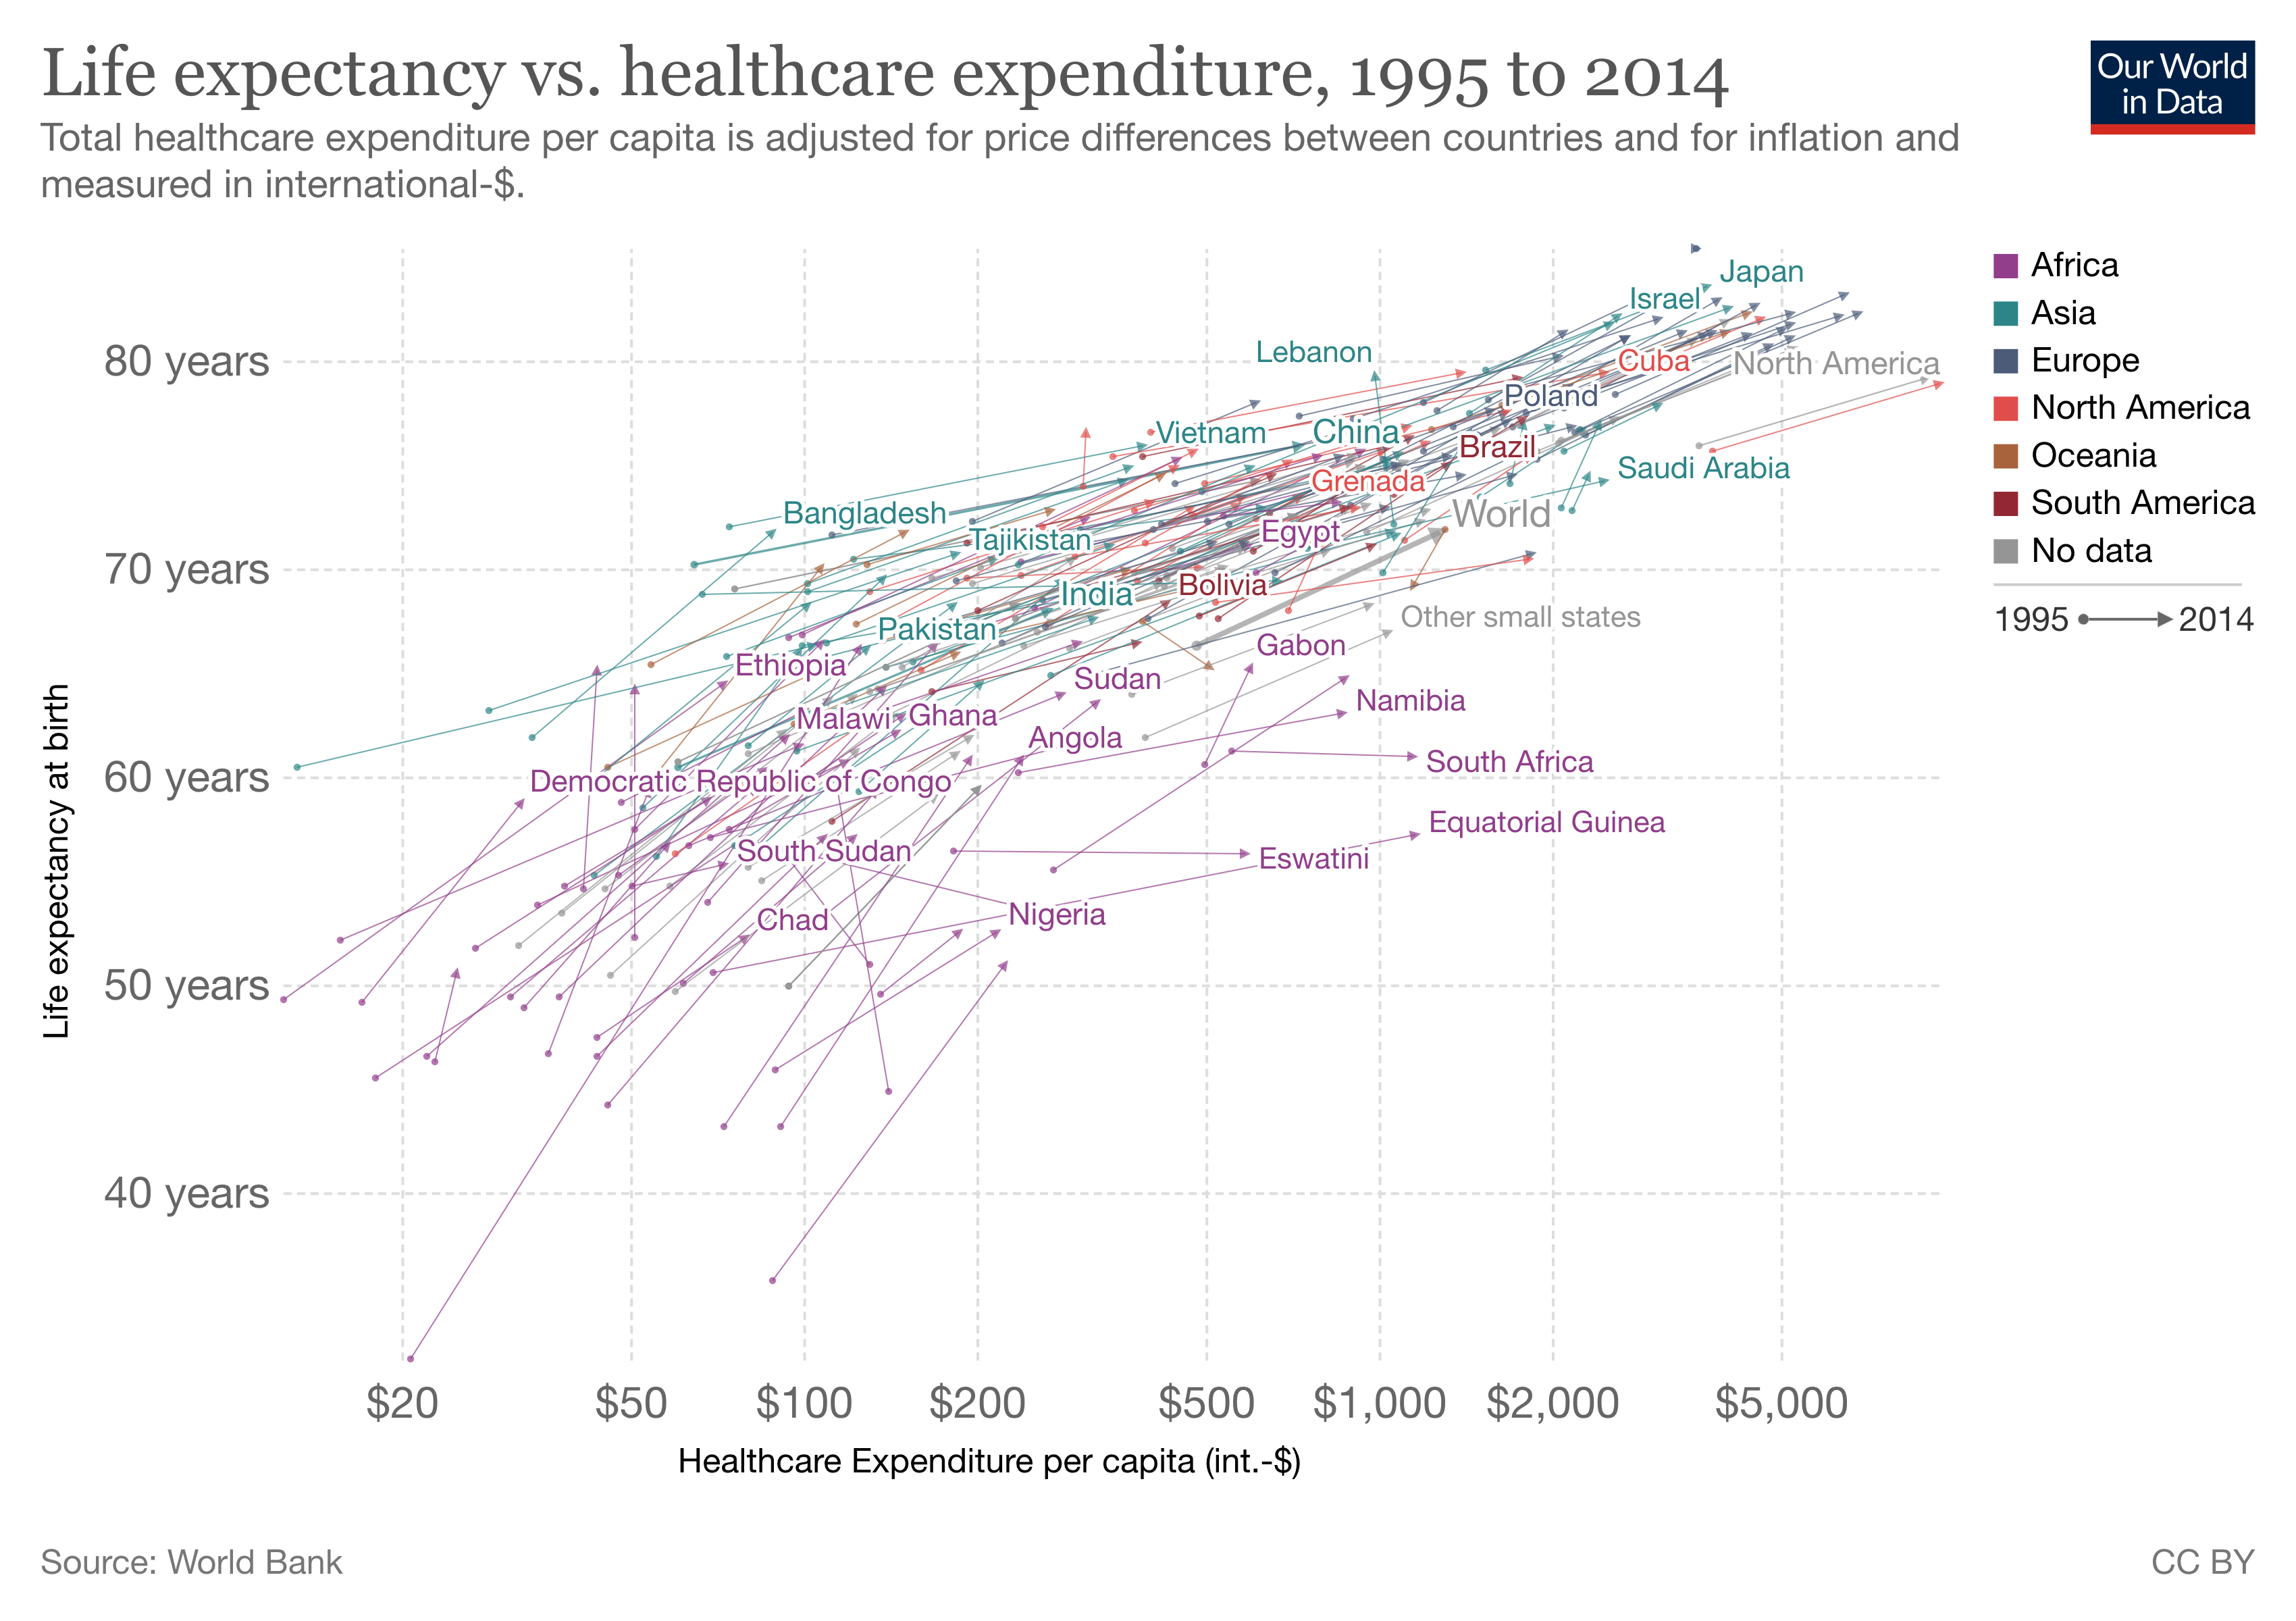 Life expectancy vs. healthcare expenditure, 1995 to 2014
Total healthcare expenditure per capita is adjusted for price differences between countries and for inflation and
measured in international-$.
Our World
in Data
Life expectancy at birth
80 years
70 years
60 years
50 years
40 years
Japan
Israel
Lebanon
Cuba
North America
Poland
Vietnam
China
Brazil
Saudi Arabia
Grenada
Bangladesh
World
Tajikistan
Egypt
India
Bolivia
Other small states
Pakistan
Gabon
Ethiopia
Sudan
Namibia
Malawi
Ghana
Angola
South Africa
Democratic Republic of Congo
Equatorial Guinea
South Sudan
Eswatini
Chad
Nigeria
$20
$50
$100
$200
$500
$1,000
$2,000
$5,000
Healthcare Expenditure per capita (int.-$)
Africa
Asia
Europe
North America
Oceania
South America
No data
1995
2014
Source: World Bank
CC BY